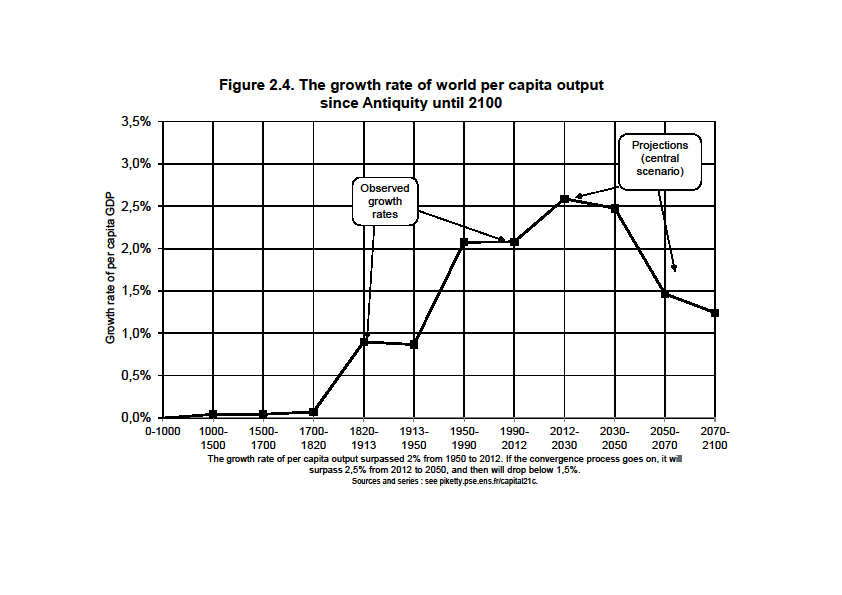 Figure 2.4. The growth rate of world per capita output
since Antiquity until 2100
3,5%
3,0%
2,5%
2,0%
1,5%
1,0%
0,5%
0,0%
Growth rate of per capita GDP
Observed
growth
rates
Projections
(central
scenario)
0-1000
1000-
1500
1500-
1700
1700-
1820
1820-
1913
1913-
1950
1950-
1990
1990-
2012
2012-
2030
2030-
2050
2050-
2070
2070-
2100
The growth rate of per capita output surpassed 2% from 1950 to 2012. If the convergence process goes on, it will
surpass 2,5% from 2012 to 2050, and then will drop below 1,5%.
Sources and series : see piketty.pse.ens.fr/capital21c.